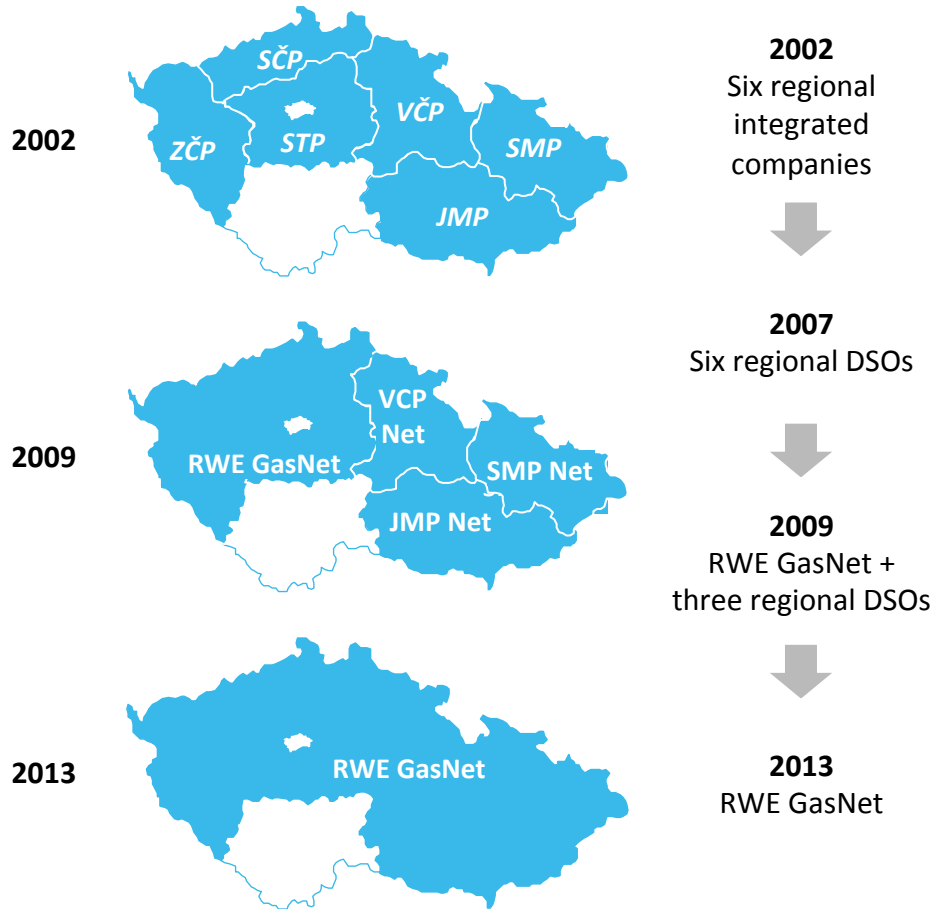 2002
SČP
ZČP
STP
VČP
SMP
JMP
2002
Six regional
integrated
companies
2007
Six regional DSOs
2009
RWE GasNet
VCP
Net
SMP Net
JMP Net
2009
RWE GasNet +
three regional DSOs
2013
RWE GasNet
2013
RWE GasNet